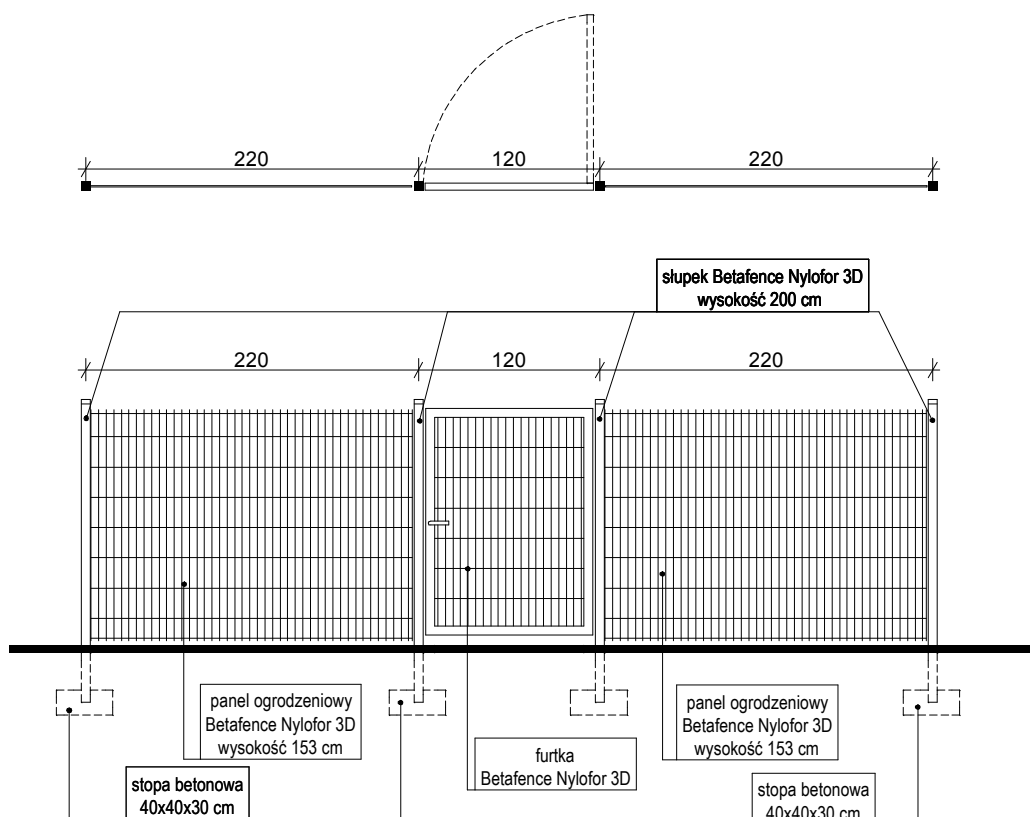 220 120 220
słupek Betafence Nylofor 3D
wysokość 200 cm
220 120 220
panel ogrodzeniowy
Betafence Nylofor 3D
wysokość 153 cm
panel ogrodzeniowy
Betafence Nylofor 3D
wysokość 153 cm
furtka
Betafence Nylofor 3D
stopa betonowa
40x40x30 cm
stopa betonowa
40x40x30 cm